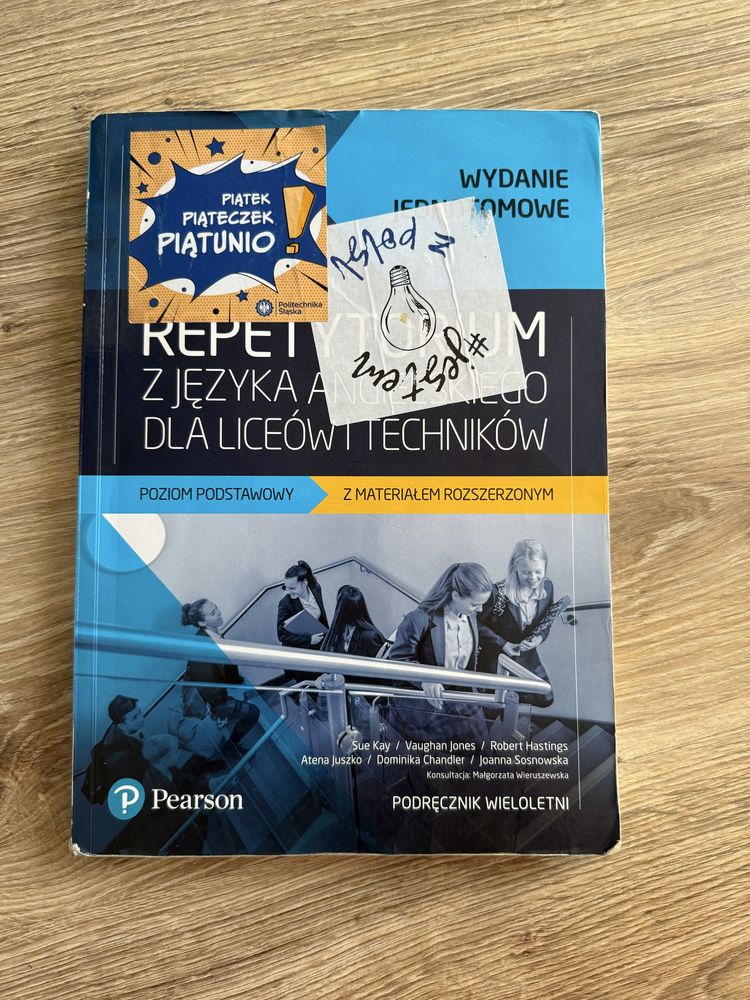 PIĄTEK
PIĄTECZEK,
PIĄTUNIO!
Politechnika
Śląska
WYDANIE
#jestem
REPETYTORIUM
Z JĘZYKA ANGIELSKIEGO
DLA LICEÓW I TECHNIKÓW
POZIOM PODSTAWOWY
Z MATERIAŁEM ROZSZERZONYM
Sue Kay / Vaughan Jones / Robert Hastings
Atena Juszko / Dominika Chandler / Joanna Sosnowska
Konsultacja: Małgorzata Wieruszewska
P Pearson
PODRĘCZNIK WIELOLETNI